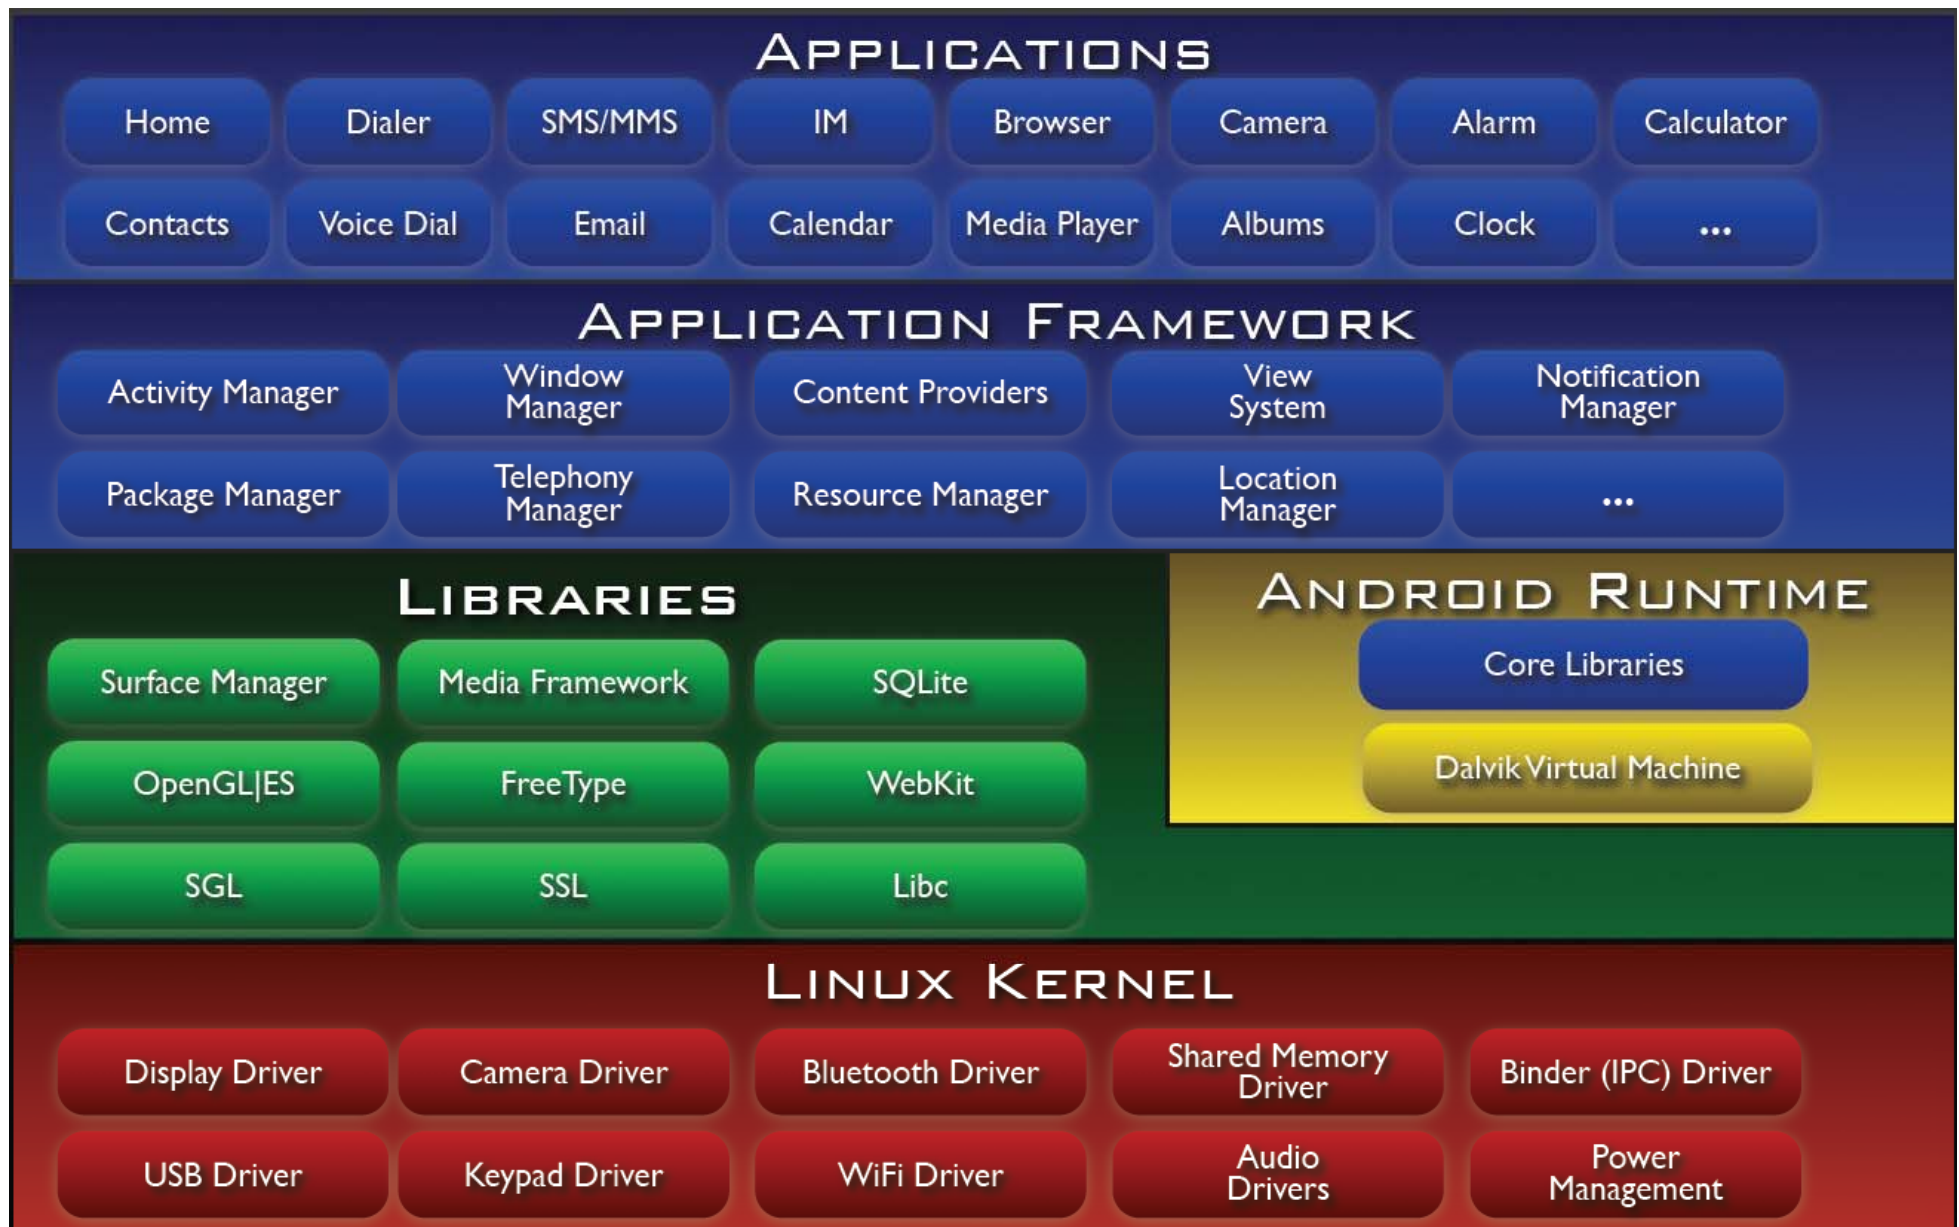 APPLICATIONS
Home Dialer SMS/MMS IM Browser Camera Alarm Calculator
Contacts Voice Dial Email Calendar Media Player Albums Clock ...
APPLICATION FRAMEWORK
Activity Manager
Window
Manager
Content Providers
View
System
Notification
Manager
Package Manager
Telephony
Manager
Resource Manager
Location
Manager
...
LIBRARIES
Surface Manager Media Framework SQLite
OpenGL|ES FreeType WebKit
SGL SSL Libc
ANDROID RUNTIME
Core Libraries
Dalvik Virtual Machine
LINUX KERNEL
Display Driver
Camera Driver
Bluetooth Driver
Shared Memory
Driver
Binder (IPC) Driver
USB Driver
Keypad Driver
WiFi Driver
Audio
Drivers
Power
Management